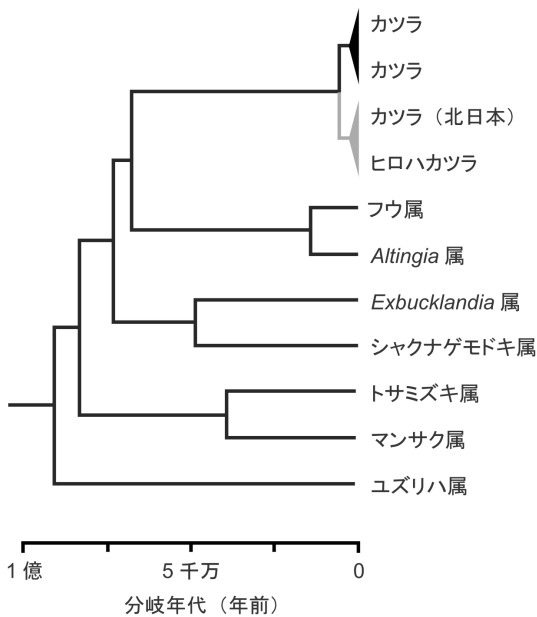 カツラ
カツラ
カツラ（北日本）
ヒロハカツラ
フウ属
Altingia 属
Exbucklandia 属
シャクナゲモドキ属
トサミズキ属
マンサク属
ユズリハ属
1 億 5 千万 0
分岐年代（年前）